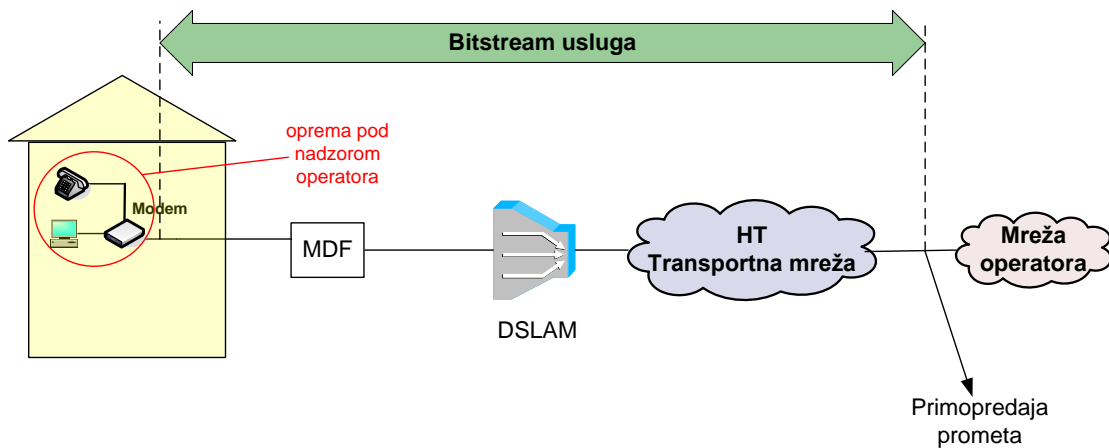 Bitstream usluga
oprema pod
nadzorom
operatora
Modem
MDF
DSLAM
HT
Transportna mreža
Mreža
operatora
Primopredaja
prometa